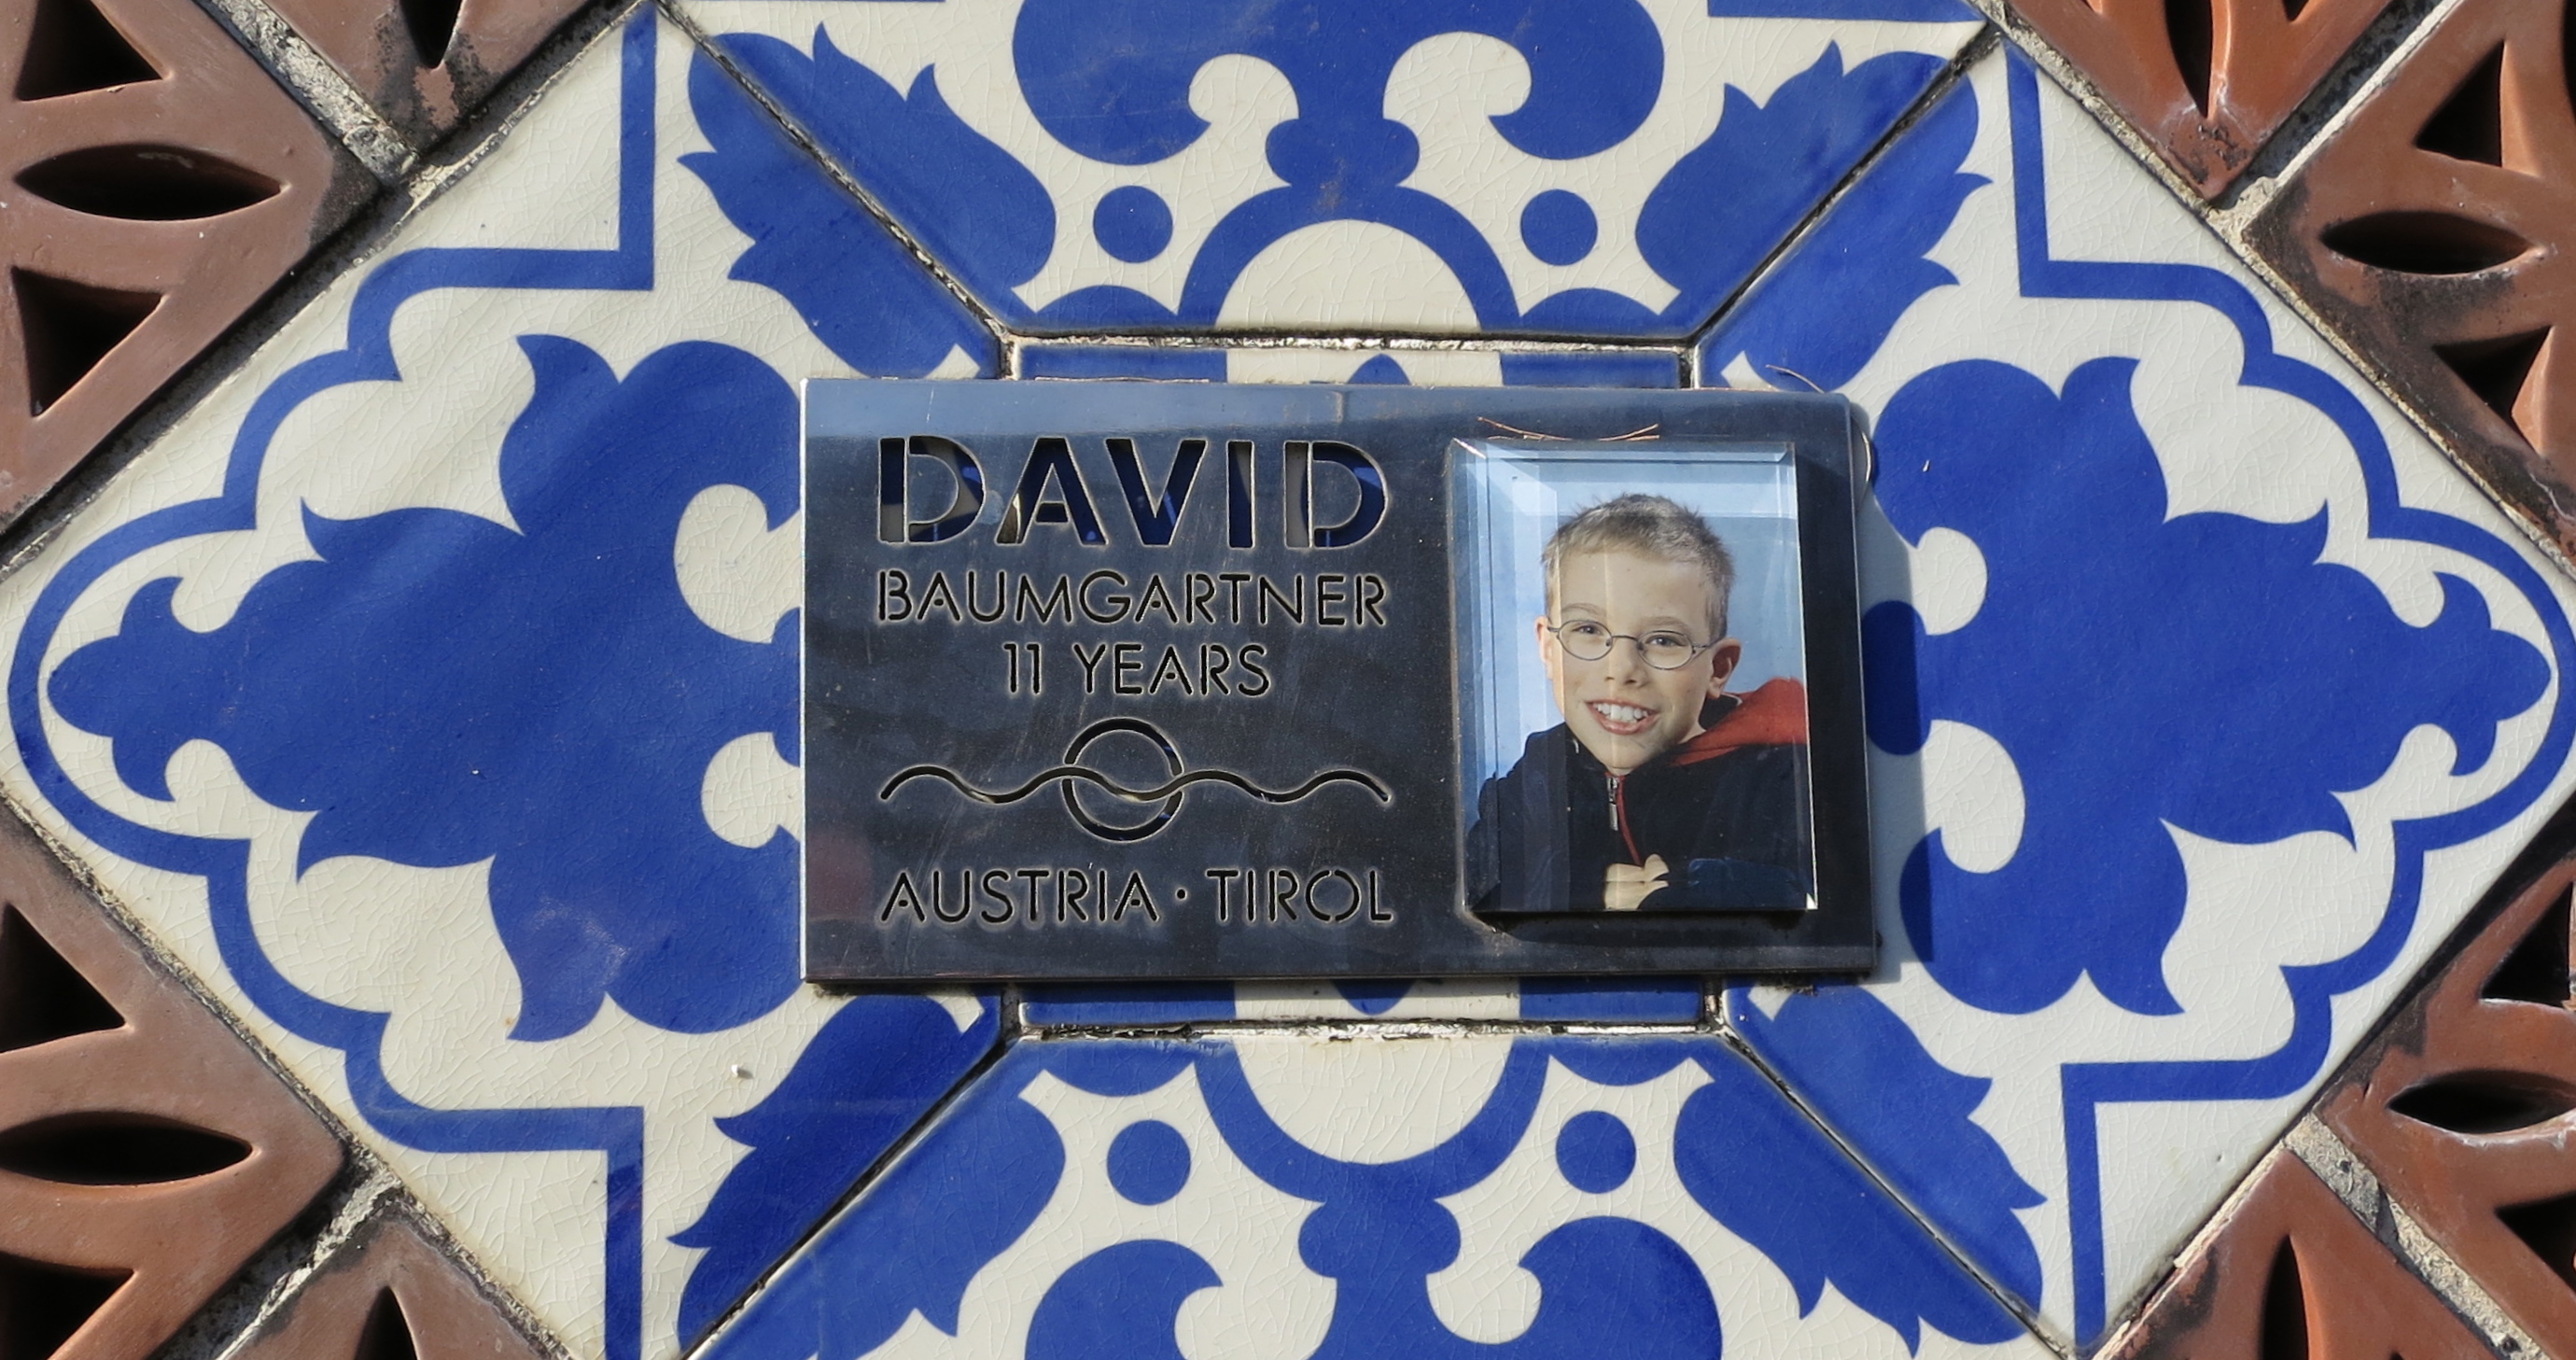 DAVID
BAUMGARTNER
11 YEARS
AUSTRIA · TIROL